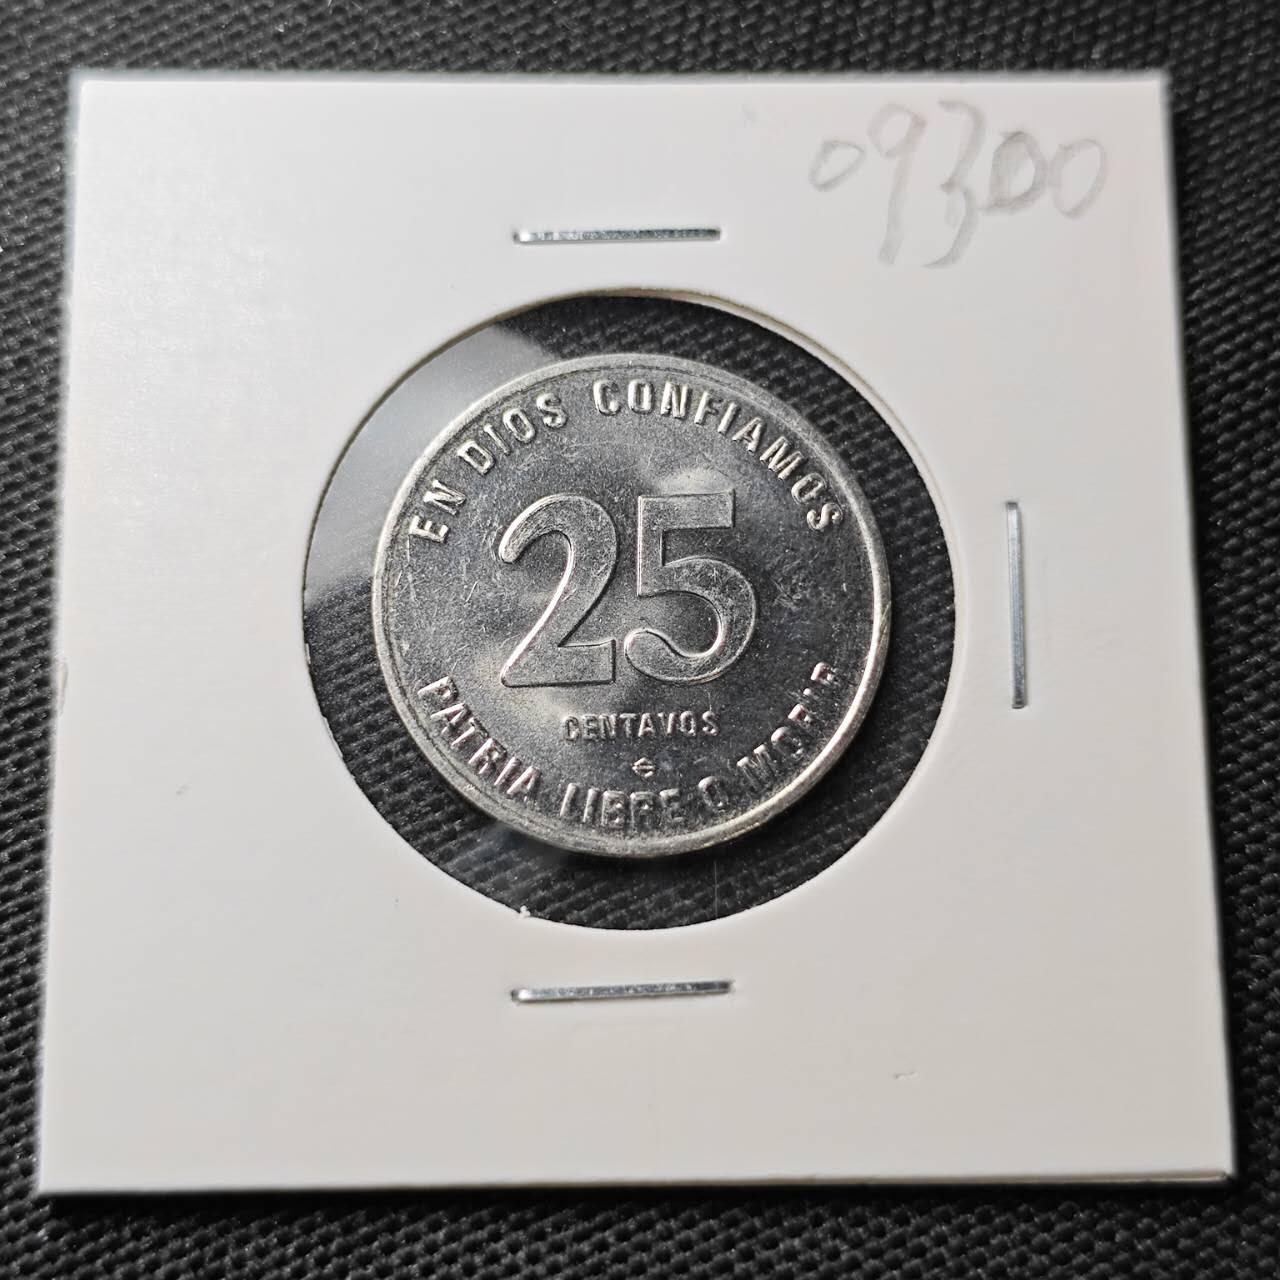 09300
EN DIOS CONFIAMOS
25
CENTAVOS
PATRIA LIBRE O MORIR